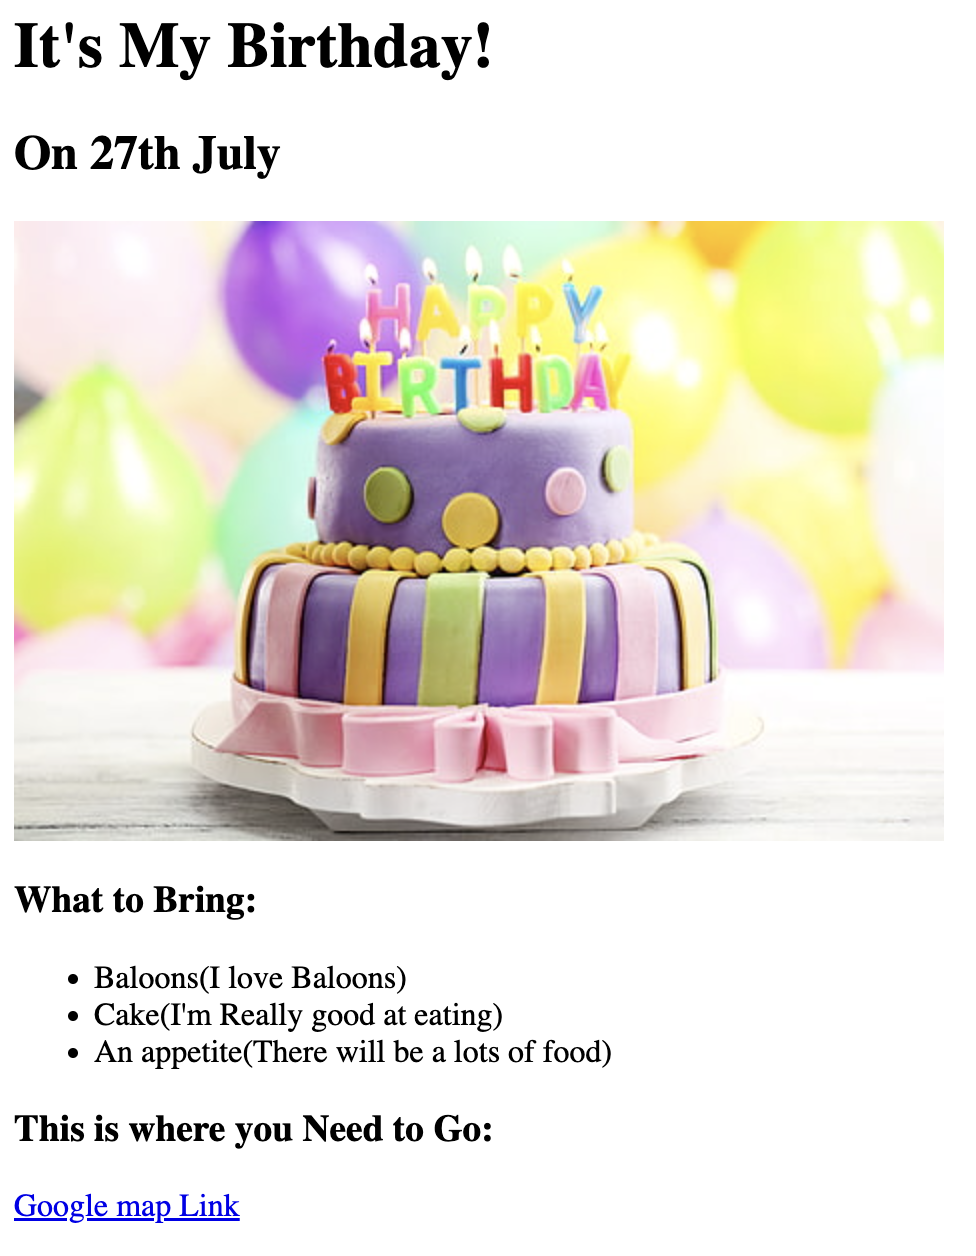 It's My Birthday!
On 27th July
HAPPY
BIRTHDAY
What to Bring:
Baloons(I love Baloons)
Cake(I'm Really good at eating)
An appetite(There will be a lots of food)
This is where you Need to Go:
Google map Link